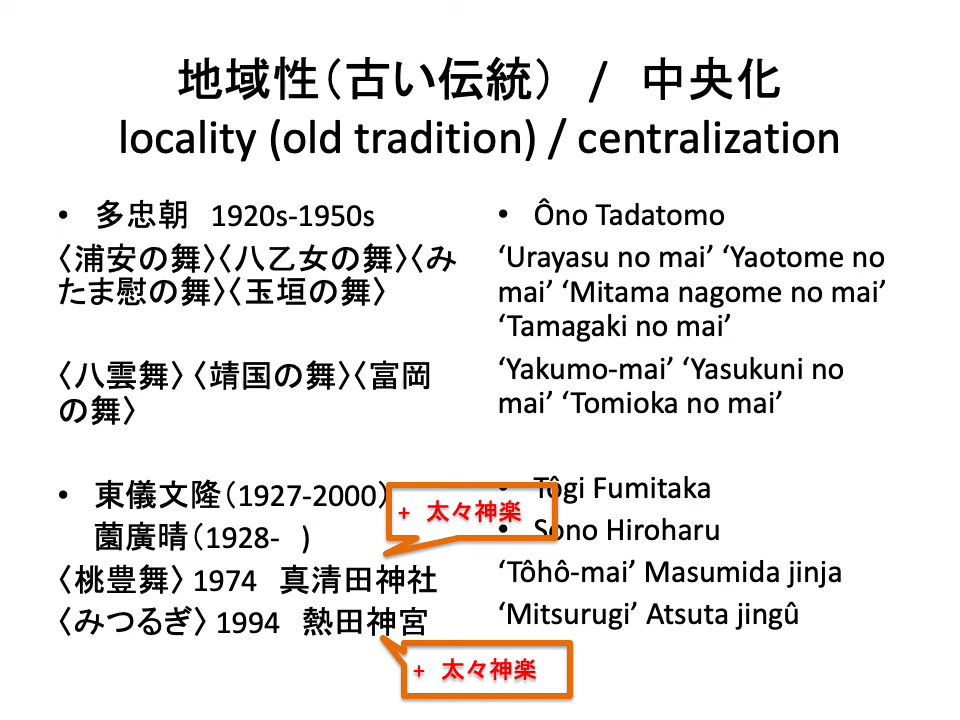 地域性（古い伝統） / 中央化
locality (old tradition) / centralization
• 多忠朝 1920s-1950s
〈浦安の舞〉〈八乙女の舞〉〈み
たま慰の舞〉〈玉垣の舞〉
〈八雲舞〉〈靖国の舞〉〈富岡
の舞〉
• 東儀文隆（1927-2000）
薗廣晴（1928- ）
〈桃豊舞〉 1974 真清田神社
〈みつるぎ〉 1994 熱田神宮
• Ôno Tadatomo
‘Urayasu no mai’ ‘Yaotome no
mai’ ‘Mitama nagome no mai’
‘Tamagaki no mai’
‘Yakumo-mai’ ‘Yasukuni no
mai’ ‘Tomioka no mai’
• Tôgi Fumitaka
• Sono Hiroharu
‘Tôhô-mai’ Masumida jinja
‘Mitsurugi’ Atsuta jingû
+ 太々神楽
+ 太々神楽